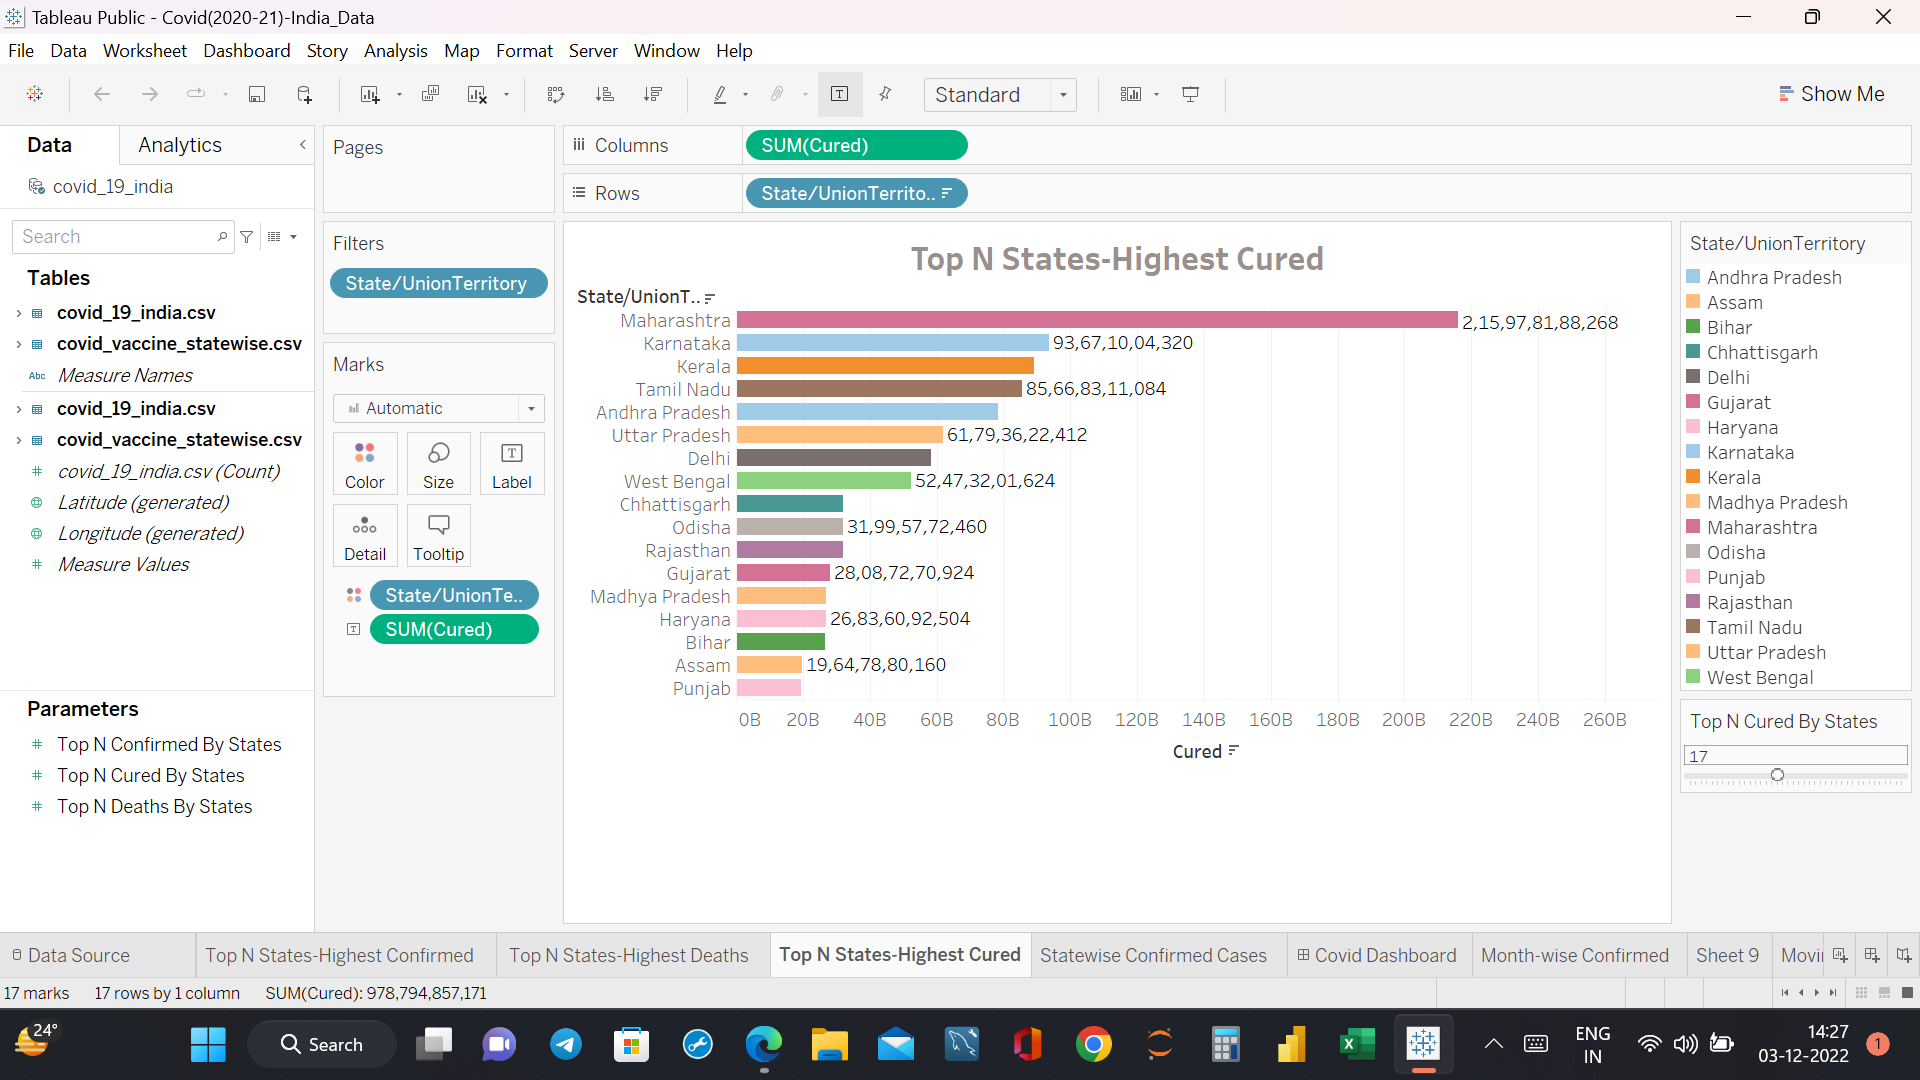 Tableau Public - Covid(2020-21)-India_Data
File Data Worksheet Dashboard Story Analysis Map Format Server Window Help
Standard
Show Me
Data Analytics
covid_19_india
Search
Tables
covid_19_india.csv
covid_vaccine_statewise.csv
Abc Measure Names
covid_19_india.csv
covid_vaccine_statewise.csv
covid_19_india.csv (Count)
Latitude (generated)
Longitude (generated)
Measure Values
Parameters
Top N Confirmed By States
Top N Cured By States
Top N Deaths By States
Pages
Filters
State/UnionTerritory
Marks
Automatic
Color Size Label
Detail Tooltip
State/UnionTe..
SUM(Cured)
Columns SUM(Cured)
Rows State/UnionTerrito..
Top N States-Highest Cured
State/UnionT..
Maharashtra 2,15,97,81,88,268
Karnataka 93,67,10,04,320
Kerala
Tamil Nadu 85,66,83,11,084
Andhra Pradesh
Uttar Pradesh 61,79,36,22,412
Delhi
West Bengal 52,47,32,01,624
Chhattisgarh
Odisha 31,99,57,72,460
Rajasthan
Gujarat 28,08,72,70,924
Madhya Pradesh
Haryana 26,83,60,92,504
Bihar
Assam 19,64,78,80,160
Punjab
0B 20B 40B 60B 80B 100B 120B 140B 160B 180B 200B 220B 240B 260B
Cured
State/UnionTerritory
Andhra Pradesh
Assam
Bihar
Chhattisgarh
Delhi
Gujarat
Haryana
Karnataka
Kerala
Madhya Pradesh
Maharashtra
Odisha
Punjab
Rajasthan
Tamil Nadu
Uttar Pradesh
West Bengal
Top N Cured By States
17
Data Source Top N States-Highest Confirmed Top N States-Highest Deaths Top N States-Highest Cured Statewise Confirmed Cases Covid Dashboard Month-wise Confirmed Sheet 9 Movi
17 marks 17 rows by 1 column SUM(Cured): 978,794,857,171
24°
Search
ENG
IN
14:27
03-12-2022
1